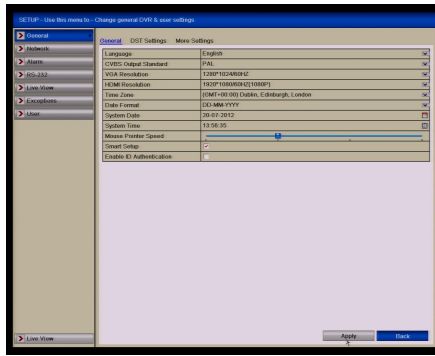 SETUP - Use this menu to - Change general DVR & user settings
General
Network
Alarm
RS-232
Live View
Exceptions
User
Live View
General DST Settings More Settings
Language English
CVBS Output Standard PAL
VGA Resolution 1280*1024/60HZ
HDMI Resolution 1920*1080/60HZ(1080P)
Time Zone (GMT+00:00) Dublin, Edinburgh, London
Date Format DD-MM-YYYY
System Date 20-07-2012
System Time 13:56:35
Mouse Pointer Speed
Smart Setup
Enable ID Authentication
Apply Back